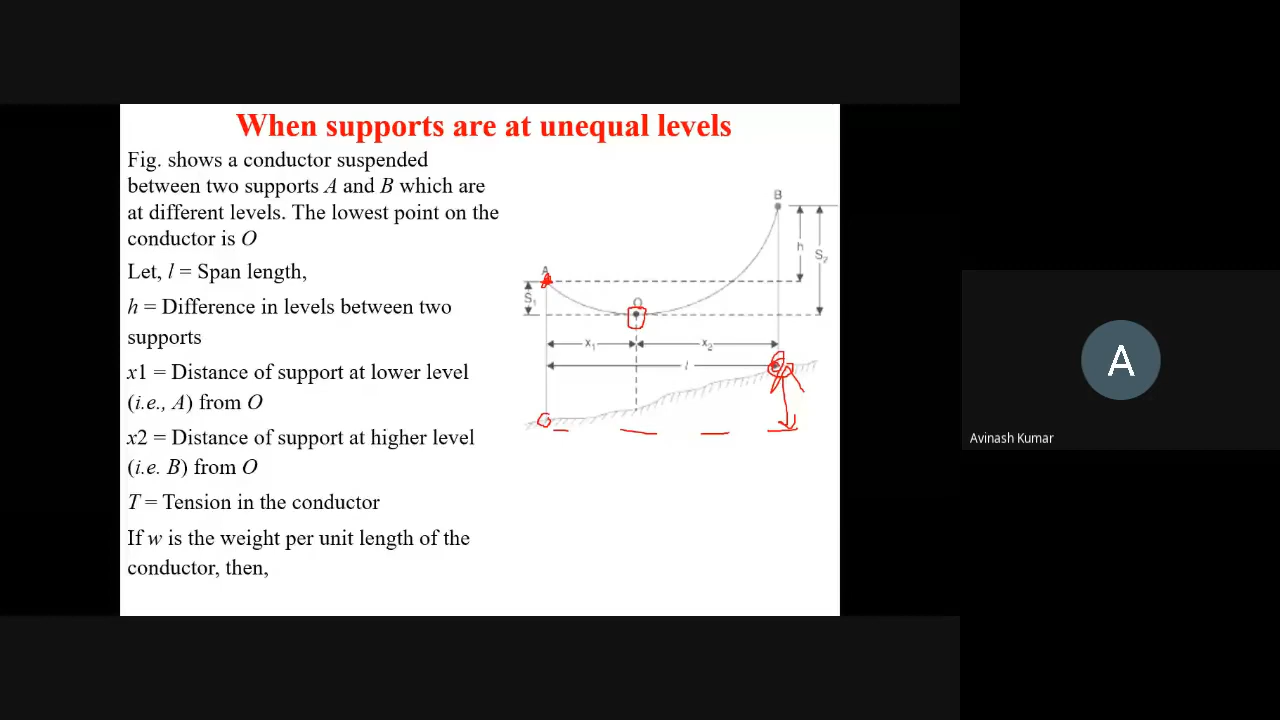 When supports are at unequal levels
Fig. shows a conductor suspended
between two supports A and B which are
at different levels. The lowest point on the
conductor is O
Let, l = Span length,
h = Difference in levels between two
supports
x1 = Distance of support at lower level
(i.e., A) from O
x2 = Distance of support at higher level
(i.e. B) from O
T = Tension in the conductor
If w is the weight per unit length of the
conductor, then,
B
h
S₂
A
S₁
O
x₁
x₂
l
A
Avinash Kumar